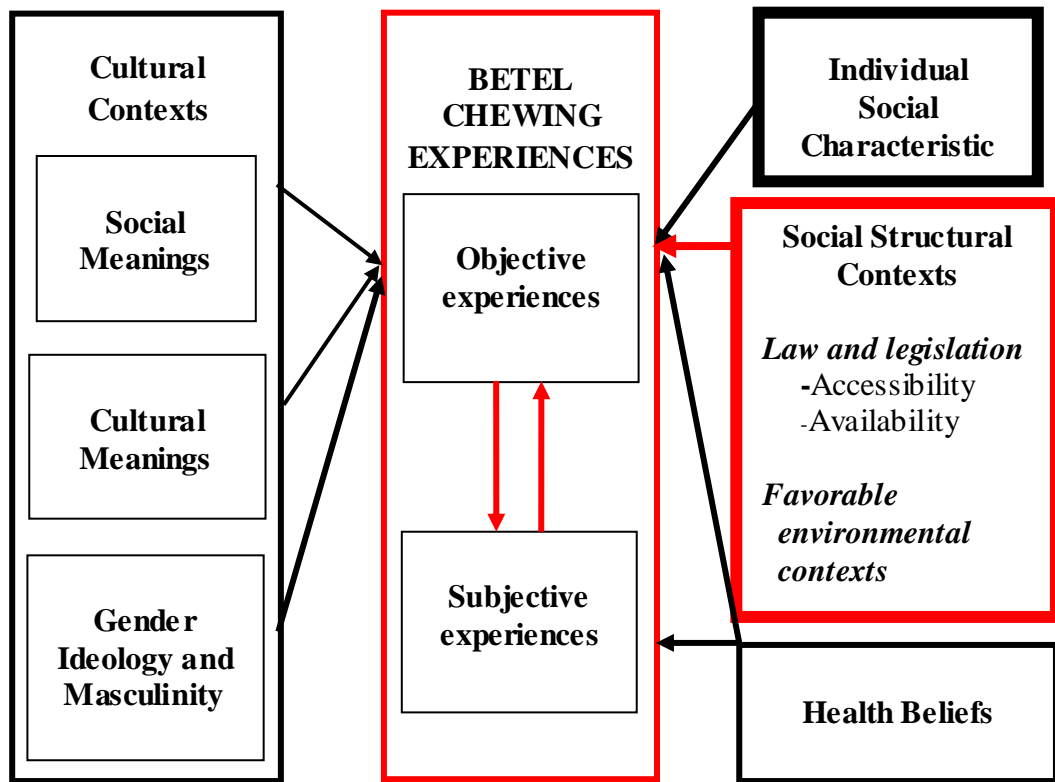 Cultural
Contexts
Social
Meanings
Cultural
Meanings
Gender
Ideology and
Masculinity
BETEL
CHEWING
EXPERIENCES
Objective
experiences
Subjective
experiences
Individual
Social
Characteristic
Social Structural
Contexts
Law and legislation
-Accessibility
-Availability
Favorable
environmental
contexts
Health Beliefs